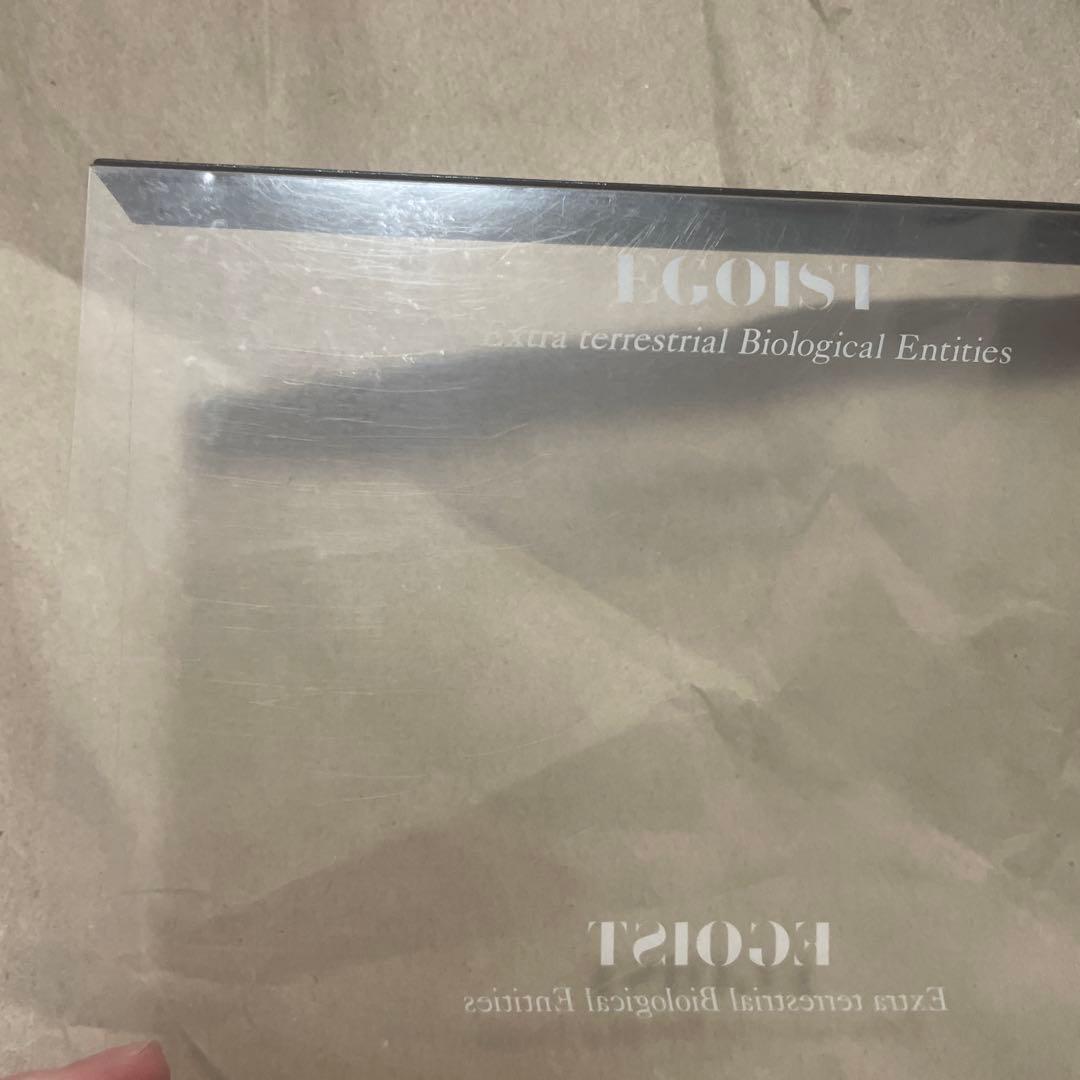 EGOIST
Extra terrestrial Biological Entities
EGOIST
Extra terrestrial Biological Entities